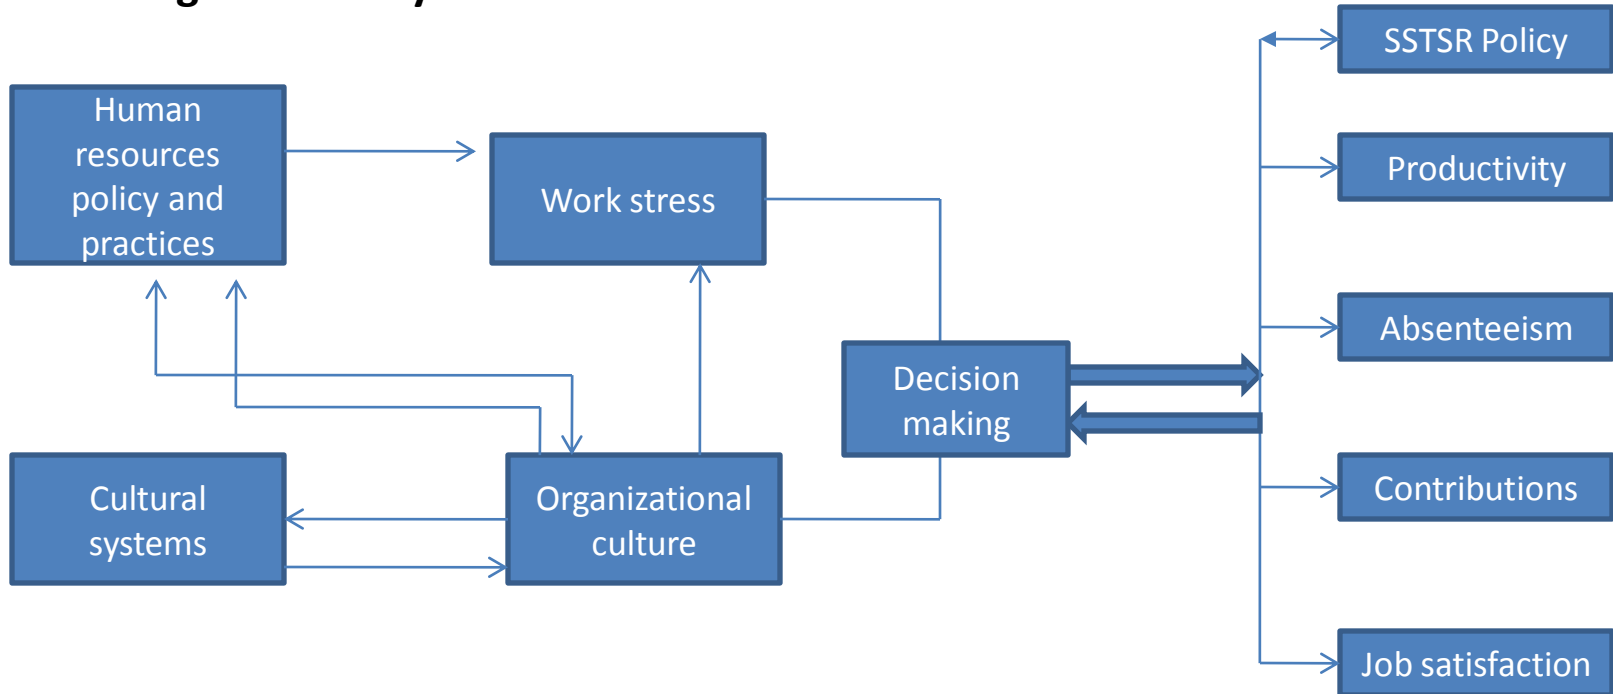 SSTSR Policy
Human
resources
policy and
practices
Work stress
Productivity
Absenteeism
Decision
making
Cultural
systems
Organizational
culture
Contributions
Job satisfaction